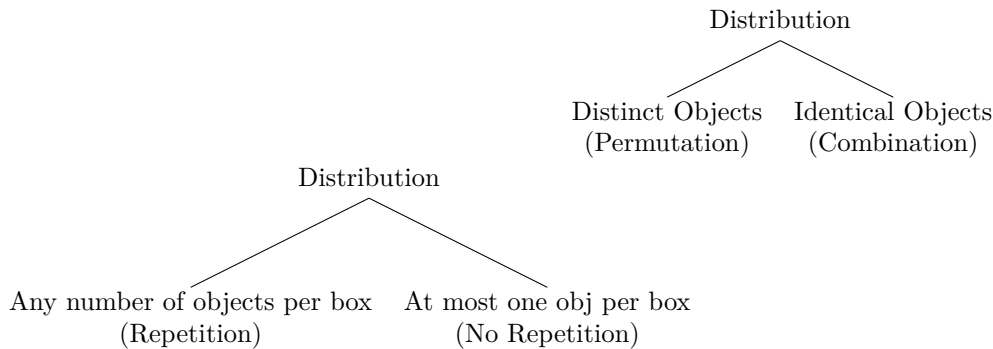 Distribution
Distinct Objects
(Permutation)
Identical Objects
(Combination)
Distribution
Any number of objects per box
(Repetition)
At most one obj per box
(No Repetition)